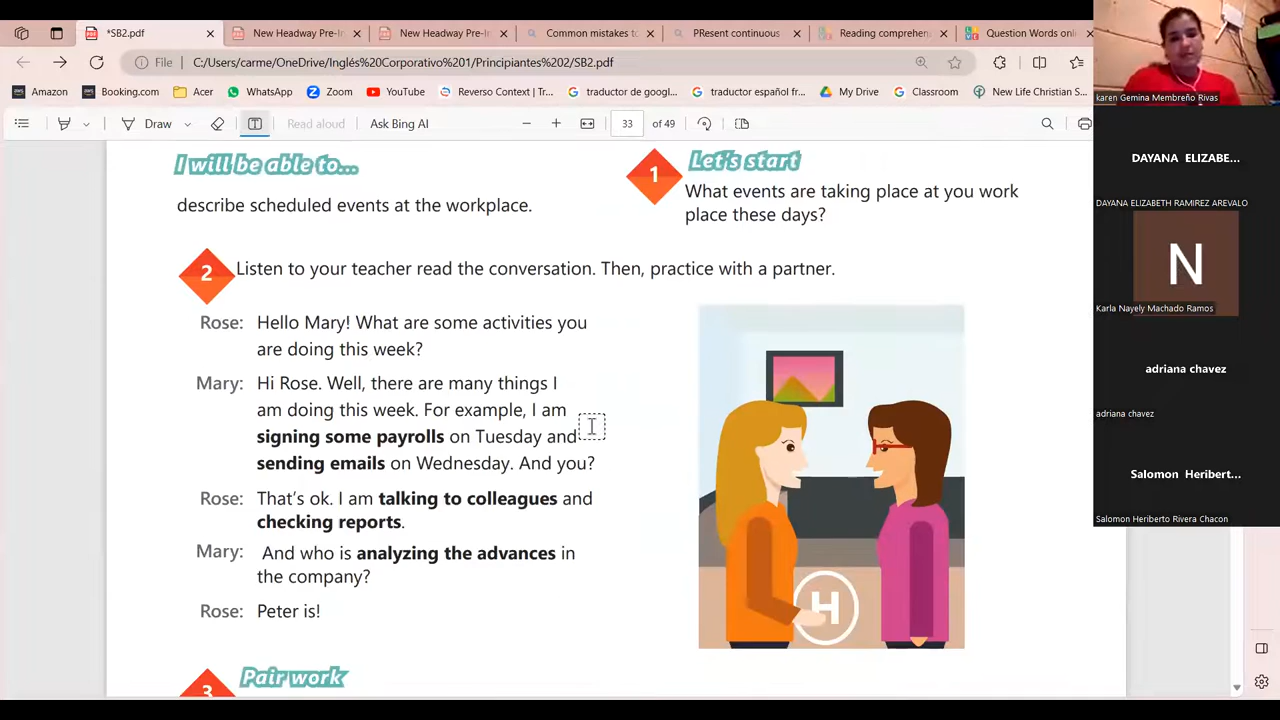 *SB2.pdf
New Headway Pre-In
New Headway Pre-In
Common mistakes to
PResent continuous
Reading comprehen
Question Words onl
File
C:/Users/carme/OneDrive/Inglés%20Corporativo%201/Principiantes%202/SB2.pdf
Amazon
Booking.com
Acer
WhatsApp
Zoom
YouTube
Reverso Context | Tr...
traductor de googl...
traductor español fr...
My Drive
Classroom
New Life Christian S...
Draw
Read aloud
Ask Bing AI
33 of 49
I will be able to...
describe scheduled events at the workplace.
1
Let's start
What events are taking place at you work
place these days?
2
Listen to your teacher read the conversation. Then, practice with a partner.
Rose: Hello Mary! What are some activities you
are doing this week?
Mary: Hi Rose. Well, there are many things I
am doing this week. For example, I am
signing some payrolls on Tuesday and
sending emails on Wednesday. And you?
Rose: That's ok. I am talking to colleagues and
checking reports.
Mary: And who is analyzing the advances in
the company?
Rose: Peter is!
H
3
Pair work
karen Gemina Membreño Rivas
DAYANA ELIZABE...
DAYANA ELIZABETH RAMIREZ AREVALO
N
Karla Nayely Machado Ramos
adriana chavez
adriana chavez
Salomon Heribert...
Salomon Heriberto Rivera Chacon